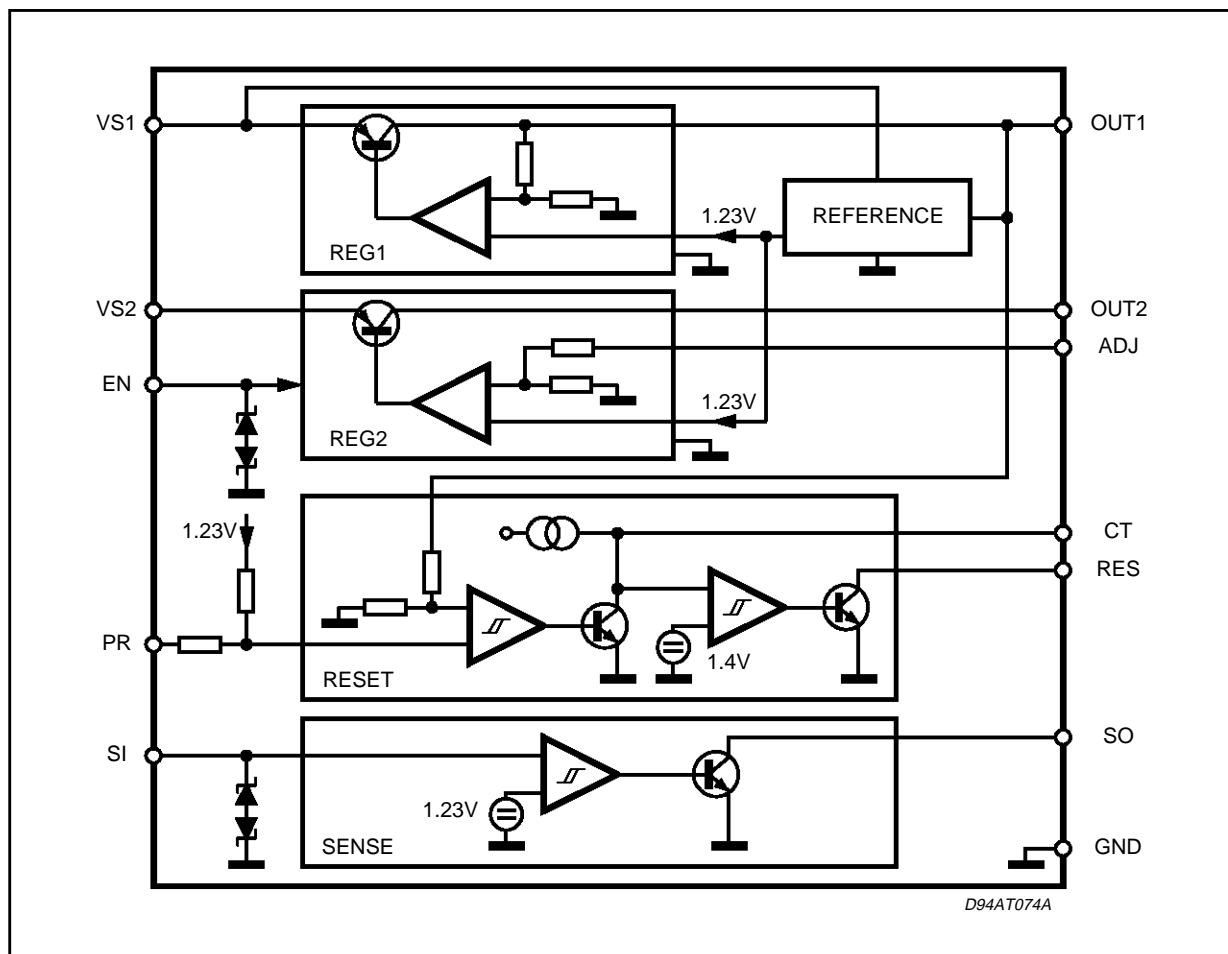 VS1
OUT1
REFERENCE
1.23V
REG1
VS2
OUT2
ADJ
EN
1.23V
REG2
1.23V
CT
RES
PR
1.4V
RESET
SI
SO
1.23V
SENSE
GND
D94AT074A